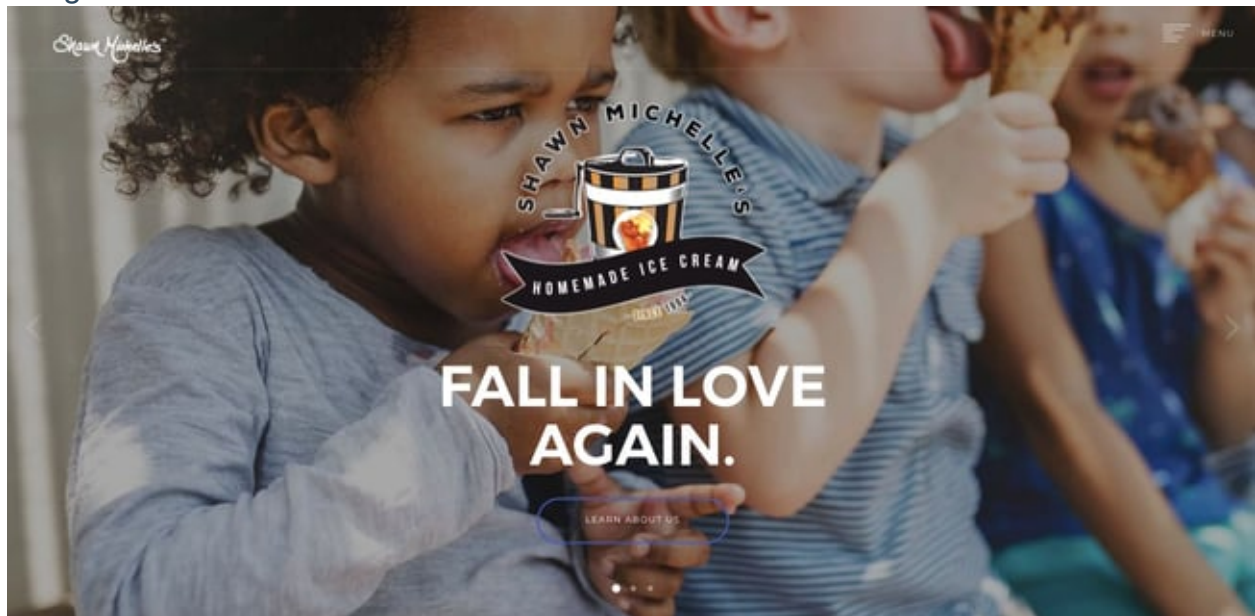 Shawn Michelle's
MENU
SHAWN MICHELLE'S
HOMEMADE ICE CREAM
FALL IN LOVE
AGAIN.
LEARN ABOUT US